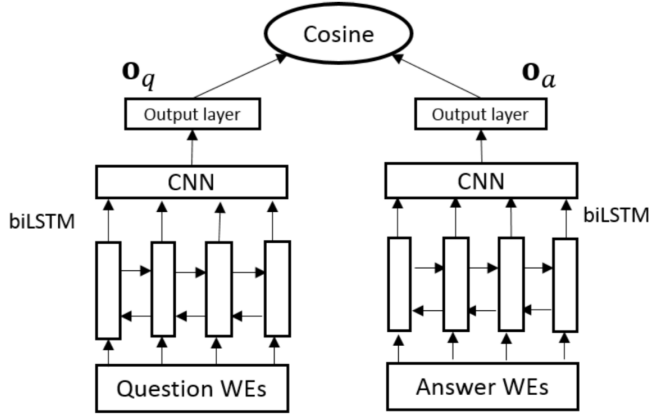 Cosine
o_q
o_a
Output layer
Output layer
CNN
CNN
biLSTM
biLSTM
Question WEs
Answer WEs